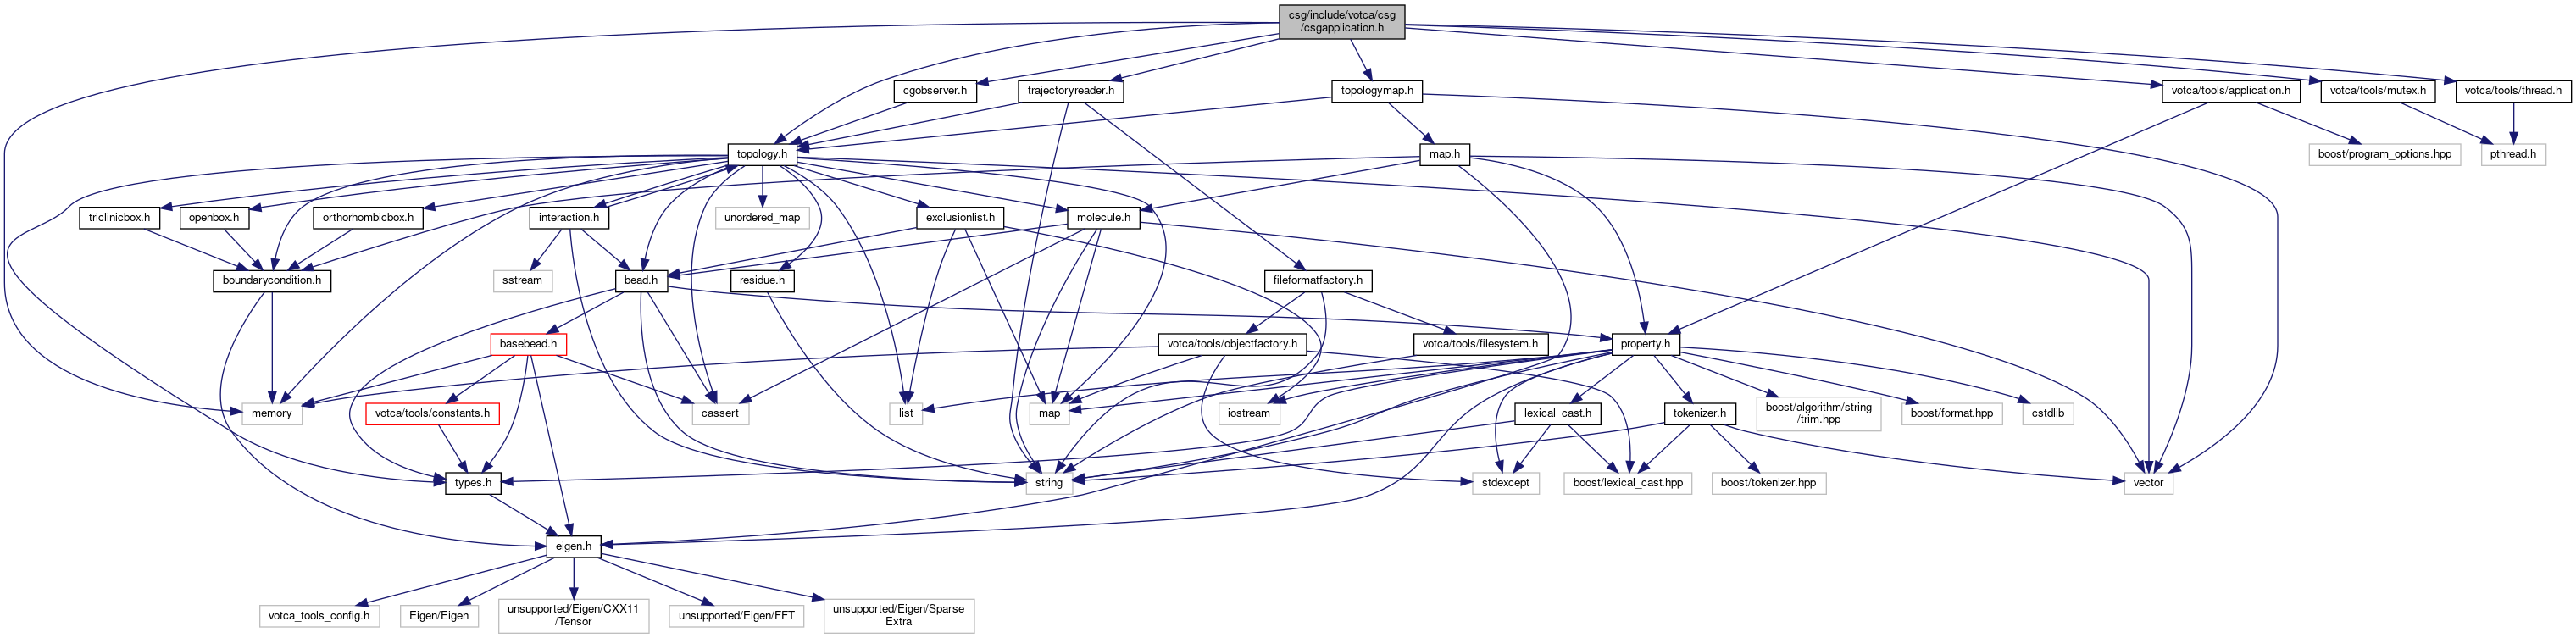 csg/include/votca/csg
/csgapplication.h
cgobserver.h
trajectoryreader.h
topologymap.h
votca/tools/application.h
votca/tools/mutex.h
votca/tools/thread.h
topology.h
map.h
boost/program_options.hpp
pthread.h
triclinicbox.h
openbox.h
orthorhombicbox.h
interaction.h
unordered_map
exclusionlist.h
molecule.h
boundarycondition.h
sstream
bead.h
residue.h
fileformatfactory.h
basebead.h
votca/tools/objectfactory.h
votca/tools/filesystem.h
property.h
memory
votca/tools/constants.h
cassert
list
map
iostream
lexical_cast.h
tokenizer.h
boost/algorithm/string
/trim.hpp
boost/format.hpp
cstdlib
types.h
string
stdexcept
boost/lexical_cast.hpp
boost/tokenizer.hpp
vector
eigen.h
votca_tools_config.h
Eigen/Eigen
unsupported/Eigen/CXX11
/Tensor
unsupported/Eigen/FFT
unsupported/Eigen/Sparse
Extra